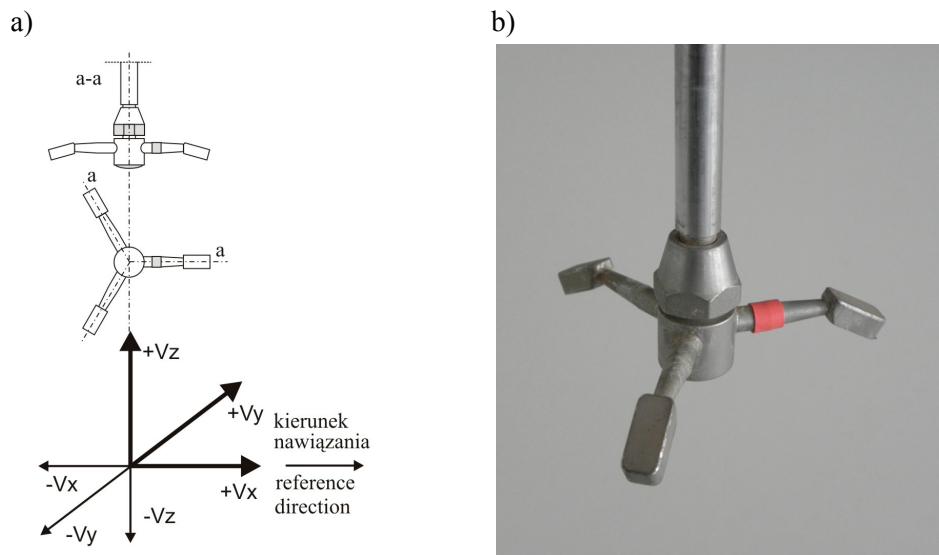 a)
b)
a-a
a
a
+Vz
+Vy
kierunek
nawiązania
-Vx
+Vx
reference
direction
-Vz
-Vy